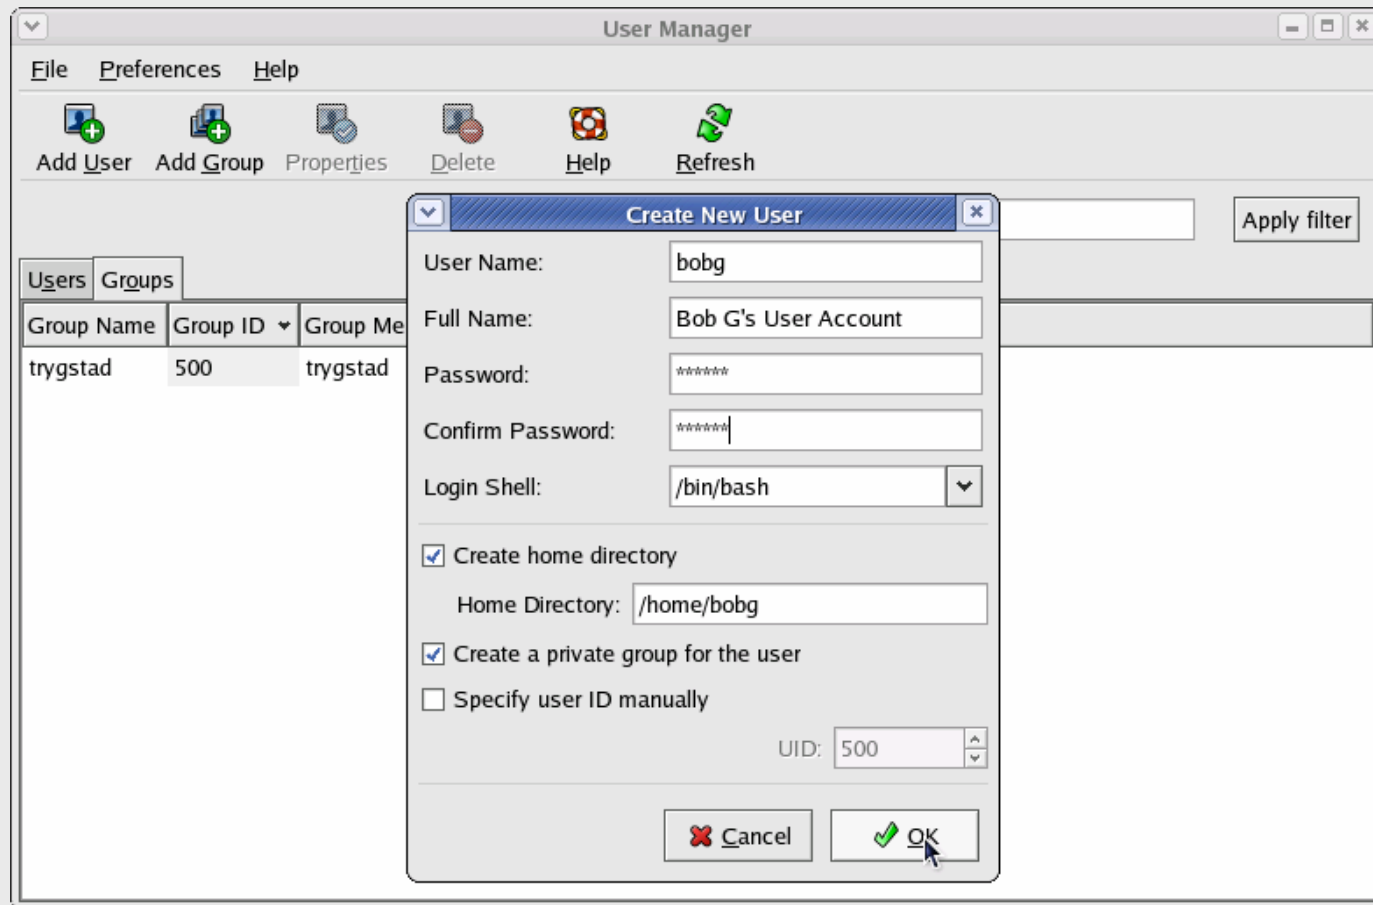 User Manager
File Preferences Help
Add User Add Group Properties Delete Help Refresh
Apply filter
Users Groups
Group Name Group ID Group Me
trygstad 500 trygstad
Create New User
User Name: bobg
Full Name: Bob G's User Account
Password: ******
Confirm Password: ******
Login Shell: /bin/bash
Create home directory
Home Directory: /home/bobg
Create a private group for the user
Specify user ID manually
UID: 500
Cancel OK